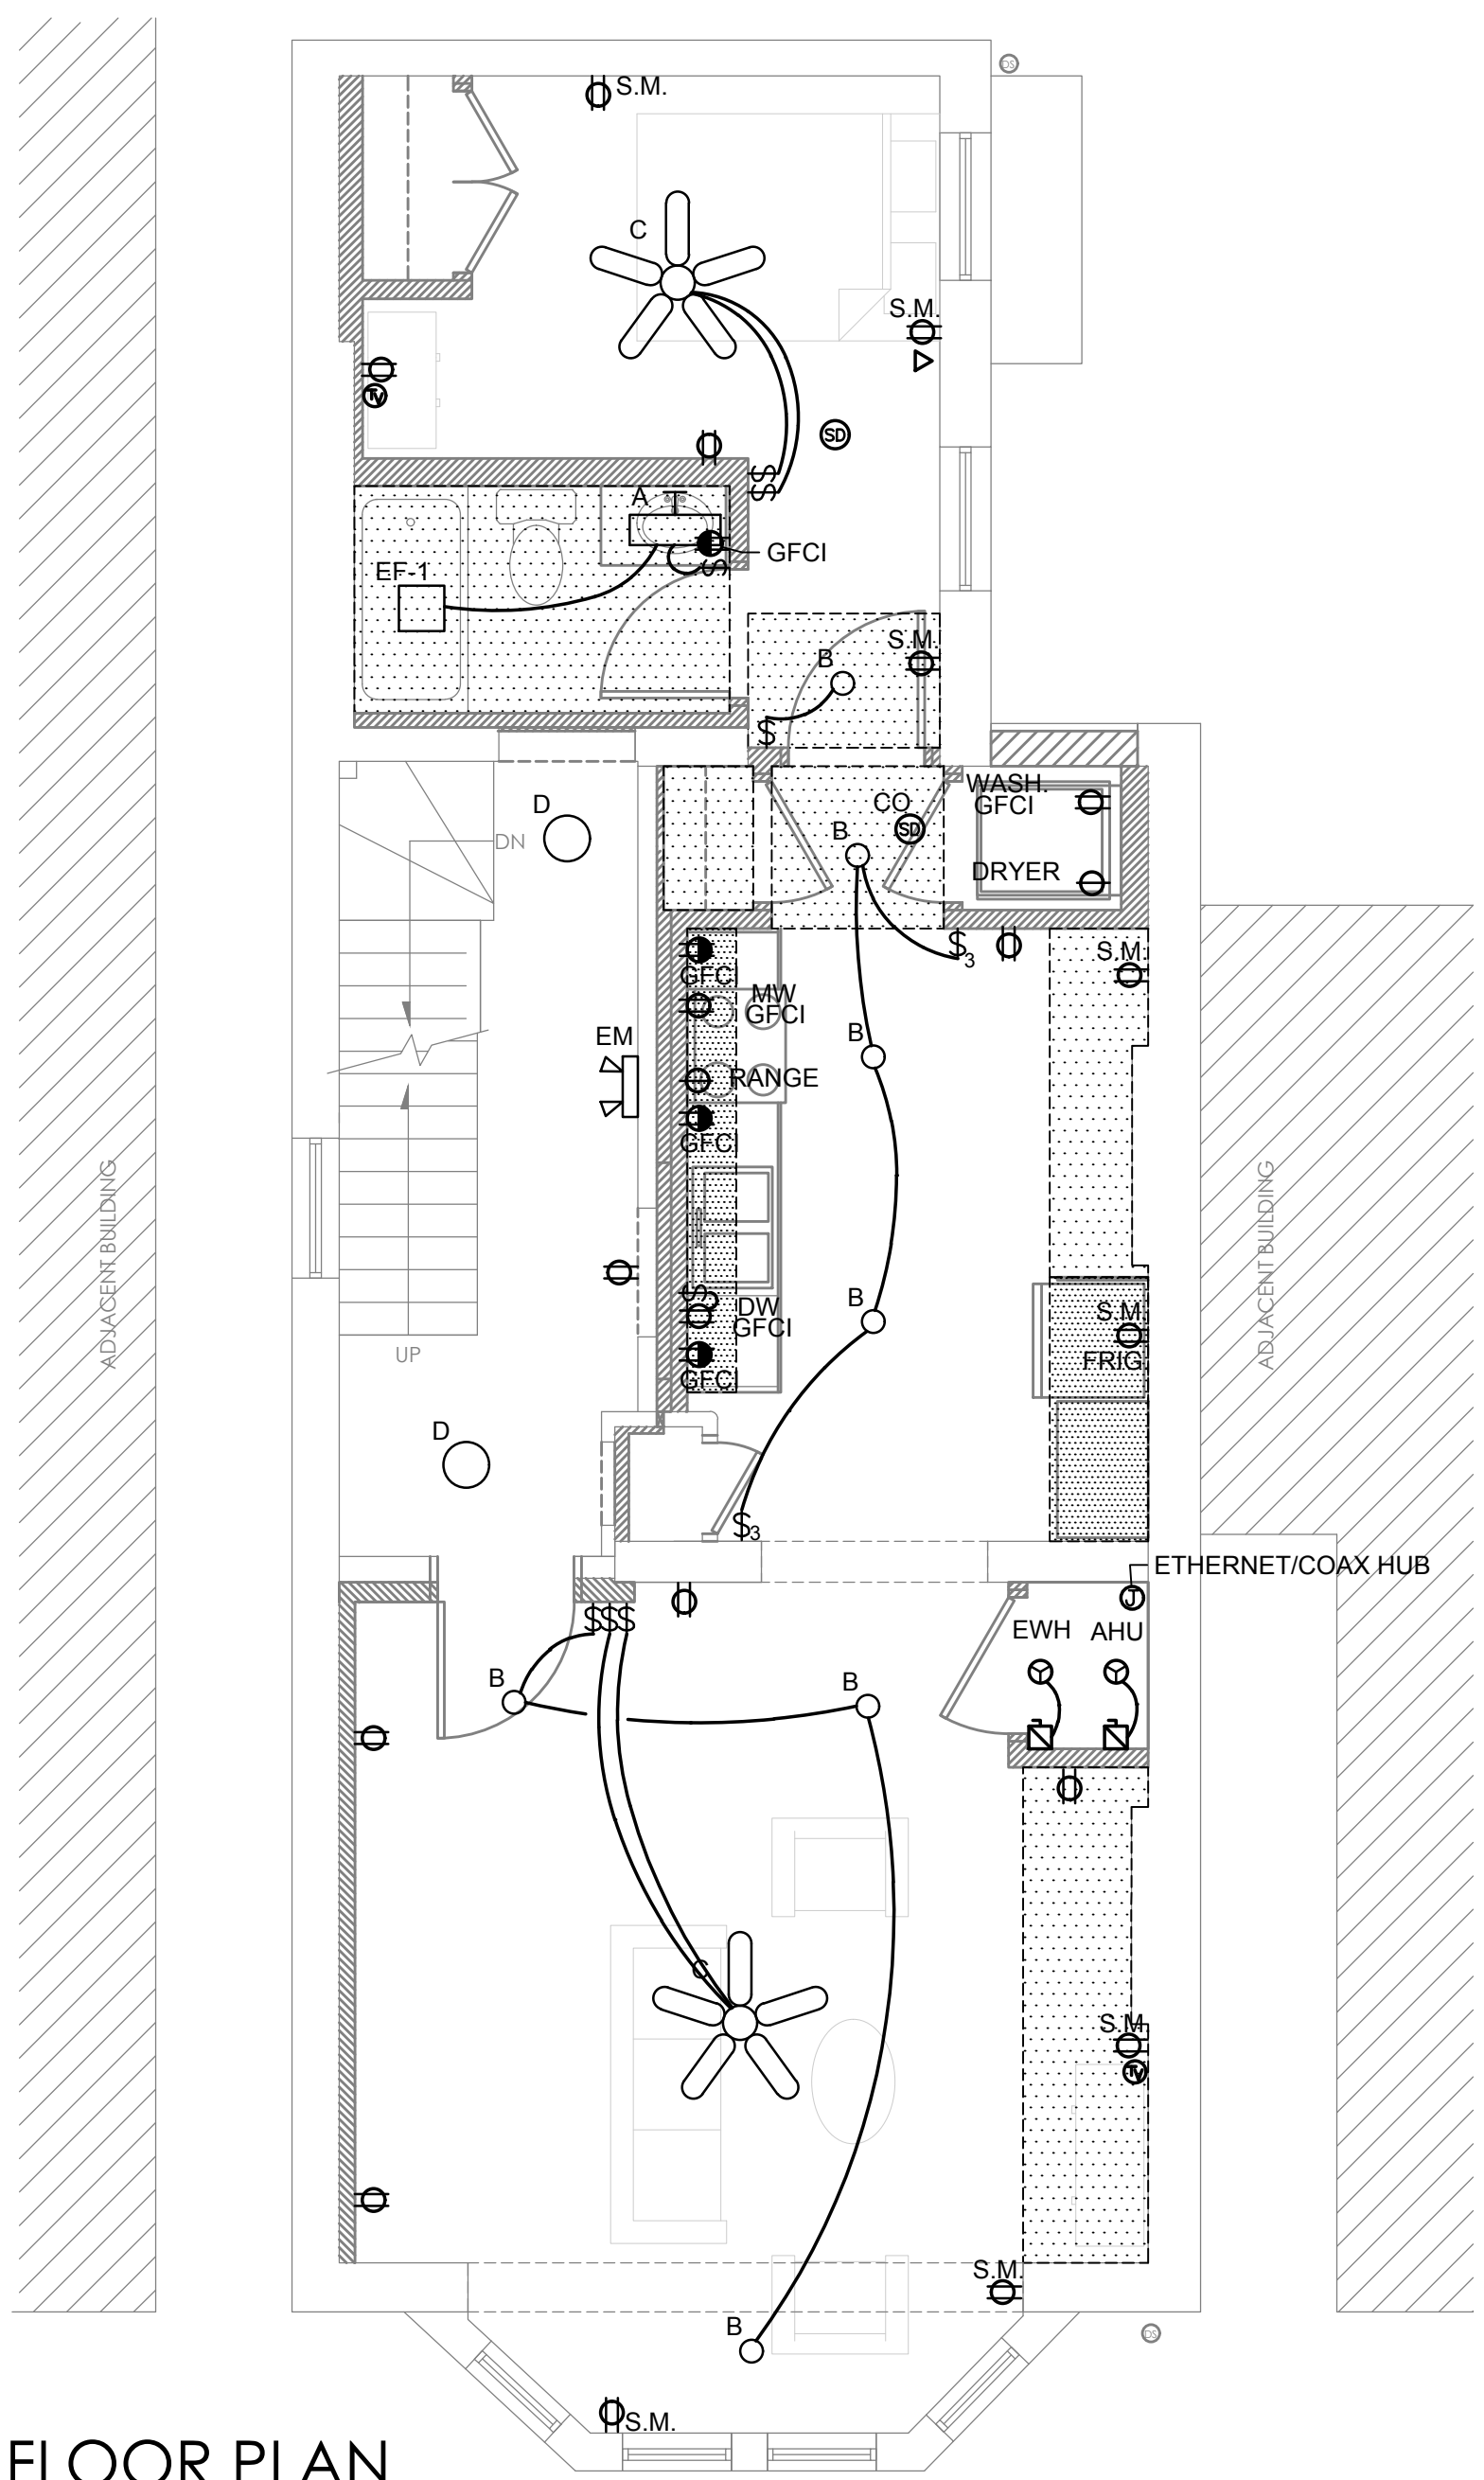 DS
S.M.
C
S.M.
TV
SD
A
GFCI
EF-1
S.M.
B
$
D
DN
WASH.
GFCI
CO
SD
B
DRYER
$3
S.M.
GFCI
MW
GFCI
EM
B
RANGE
GFCI
ADJACENT BUILDING
ADJACENT BUILDING
B
DW
GFCI
S.M.
FRIG.
UP
GFCI
D
$3
ETHERNET/COAX HUB
J
$$$
EWH
AHU
B
B
C
S.M.
TV
S.M.
B
DS
S.M.
FLOOR PLAN